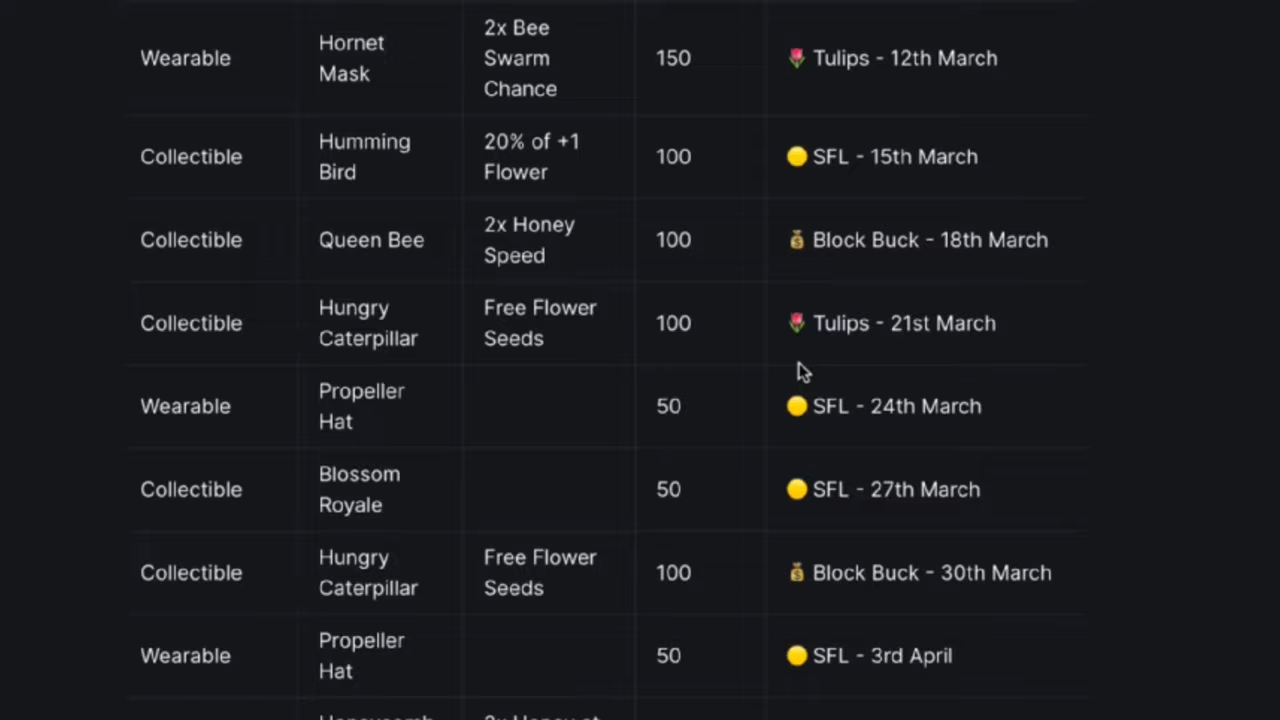 Wearable
Hornet
Mask
2x Bee
Swarm
Chance
150
🌷 Tulips - 12th March
Collectible
Humming
Bird
20% of +1
Flower
100
🟡 SFL - 15th March
Collectible
Queen Bee
2x Honey
Speed
100
💰 Block Buck - 18th March
Collectible
Hungry
Caterpillar
Free Flower
Seeds
100
🌷 Tulips - 21st March
Wearable
Propeller
Hat
50
🟡 SFL - 24th March
Collectible
Blossom
Royale
50
🟡 SFL - 27th March
Collectible
Hungry
Caterpillar
Free Flower
Seeds
100
💰 Block Buck - 30th March
Wearable
Propeller
Hat
50
🟡 SFL - 3rd April